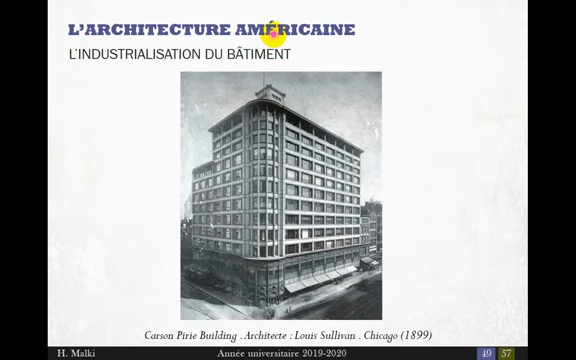 L'ARCHITECTURE AMÉRICAINE
L'INDUSTRIALISATION DU BÂTIMENT
Carson Pirie Building . Architecte : Louis Sullivan . Chicago (1899)
H. Malki Année universitaire 2019-2020 49 57